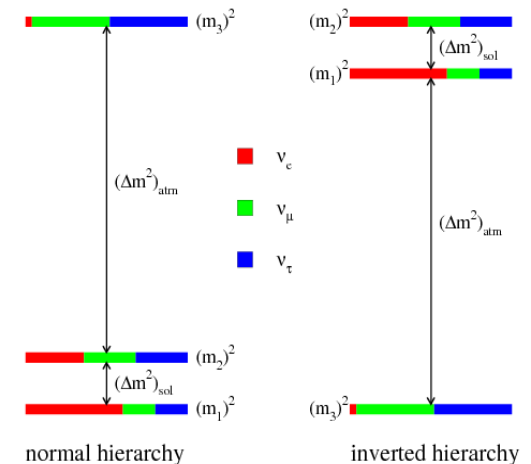 (m₃)²
(Δm²)atm
(m₂)²
(Δm²)sol
(m₁)²
normal hierarchy
νe
νμ
ντ
(m₂)²
(Δm²)sol
(m₁)²
(Δm²)atm
(m₃)²
inverted hierarchy